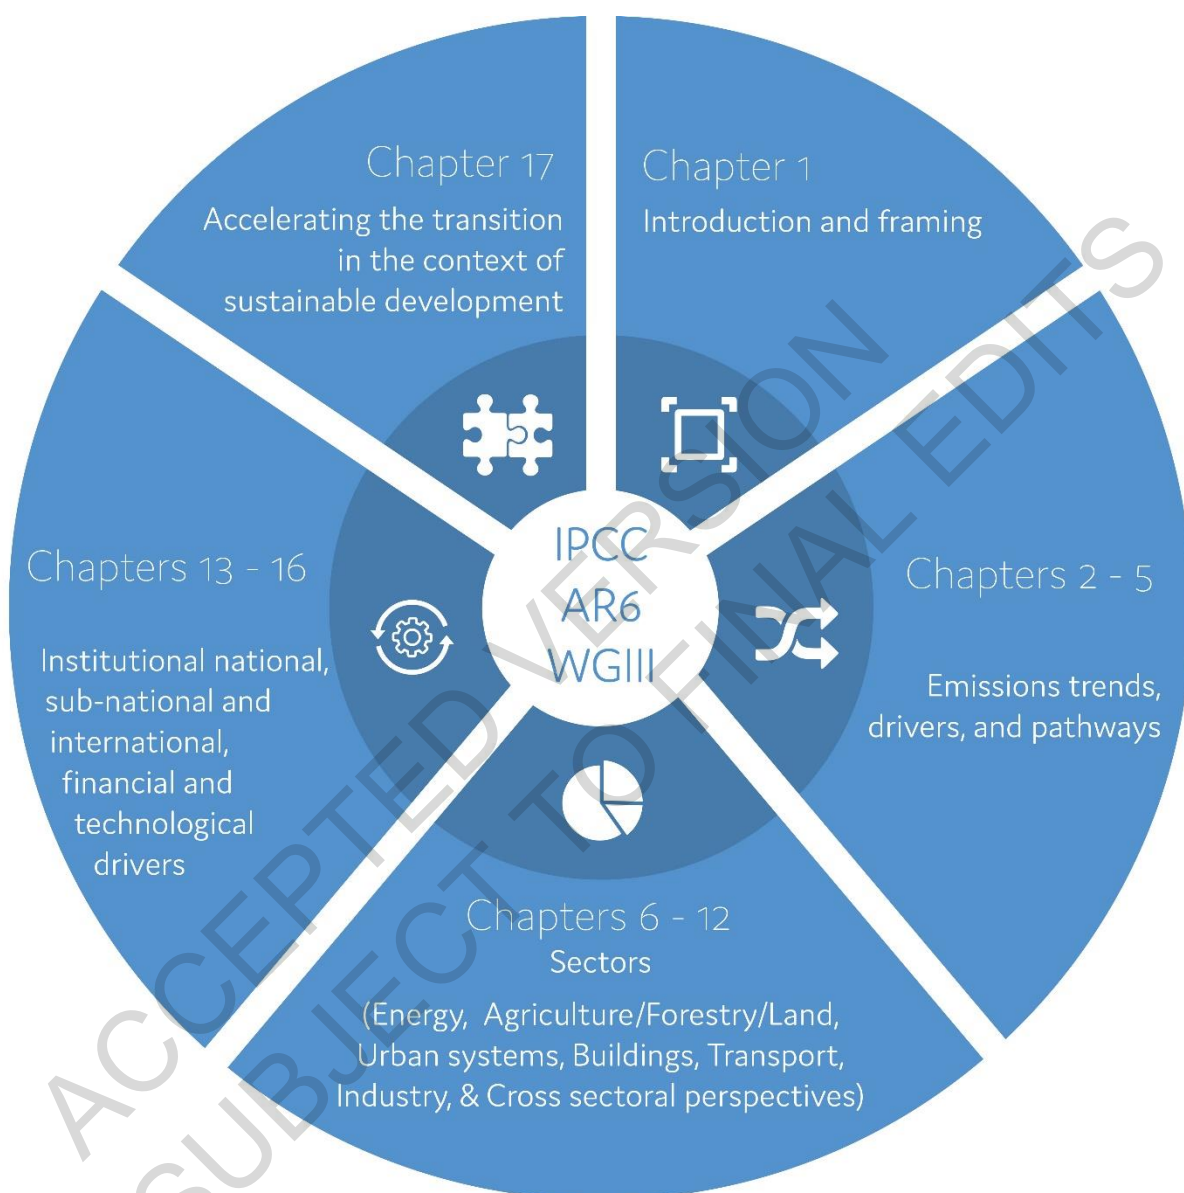 Chapter 17
Accelerating the transition
in the context of
sustainable development
Chapter 1
Introduction and framing
IPCC
AR6
WGIII
Chapters 13 - 16
Institutional national,
sub-national and
international,
financial and
technological
drivers
Chapters 2 - 5
Emissions trends,
drivers, and pathways
Chapters 6 - 12
Sectors
(Energy, Agriculture/Forestry/Land,
Urban systems, Buildings, Transport,
Industry, & Cross sectoral perspectives)
ACCEPTED VERSION
SUBJECT TO FINAL EDITS